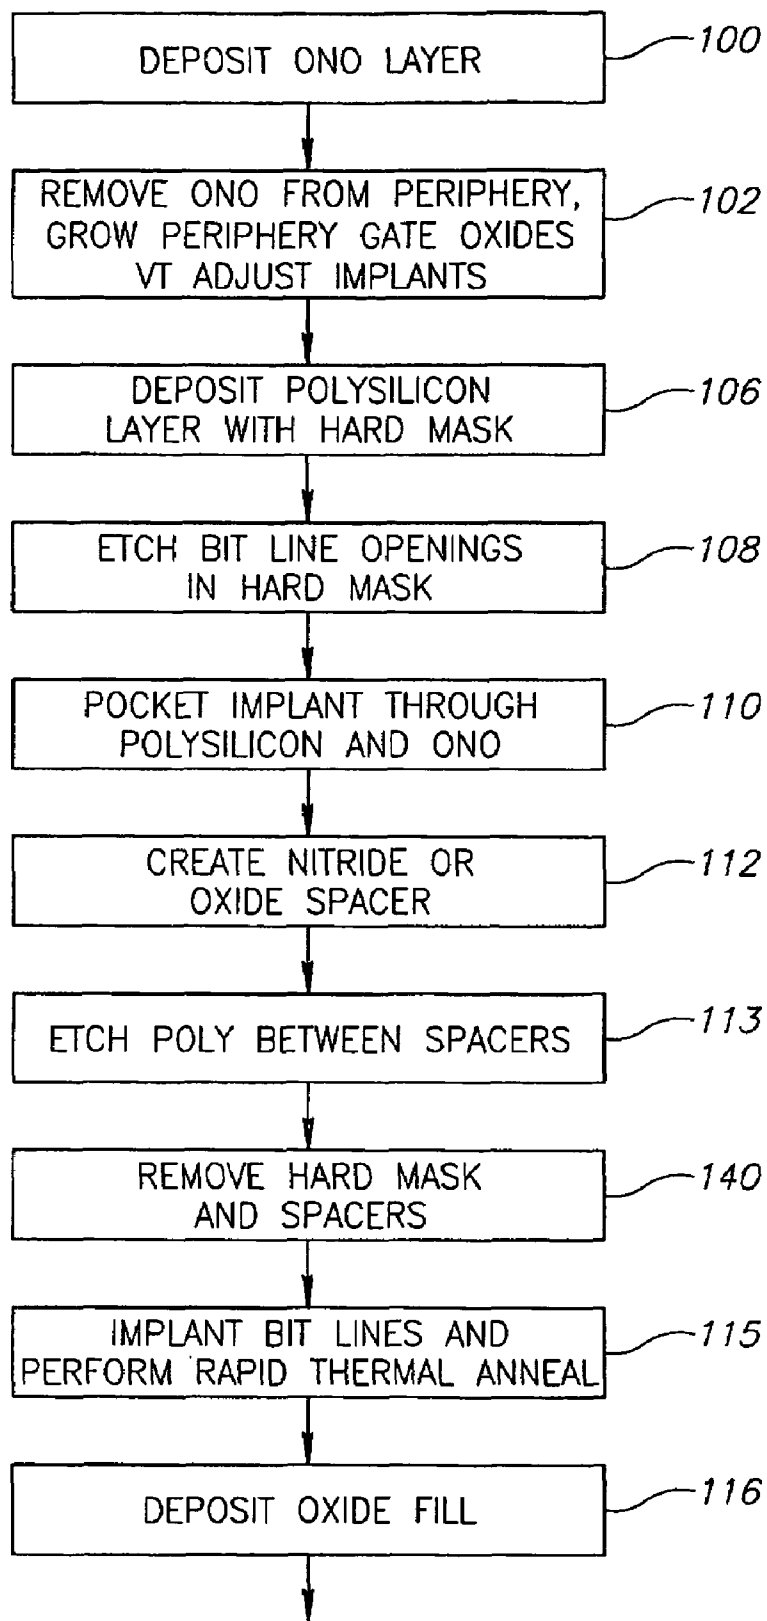 DEPOSIT ONO LAYER
100
REMOVE ONO FROM PERIPHERY,
GROW PERIPHERY GATE OXIDES
VT ADJUST IMPLANTS
102
DEPOSIT POLYSILICON
LAYER WITH HARD MASK
106
ETCH BIT LINE OPENINGS
IN HARD MASK
108
POCKET IMPLANT THROUGH
POLYSILICON AND ONO
110
CREATE NITRIDE OR
OXIDE SPACER
112
ETCH POLY BETWEEN SPACERS
113
REMOVE HARD MASK
AND SPACERS
140
IMPLANT BIT LINES AND
PERFORM RAPID THERMAL ANNEAL
115
DEPOSIT OXIDE FILL
116